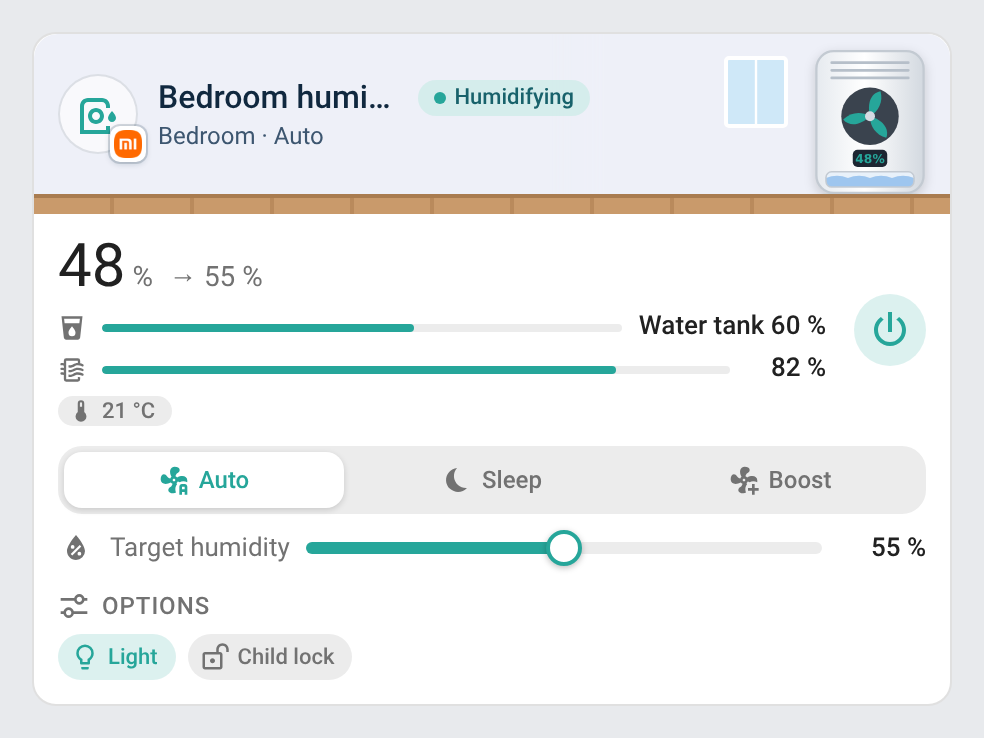 Bedroom humi...
Humidifying
Bedroom · Auto
mi
48%
48 % → 55 %
Water tank 60 %
82 %
21 °C
Auto
Sleep
Boost
Target humidity
55 %
OPTIONS
Light
Child lock